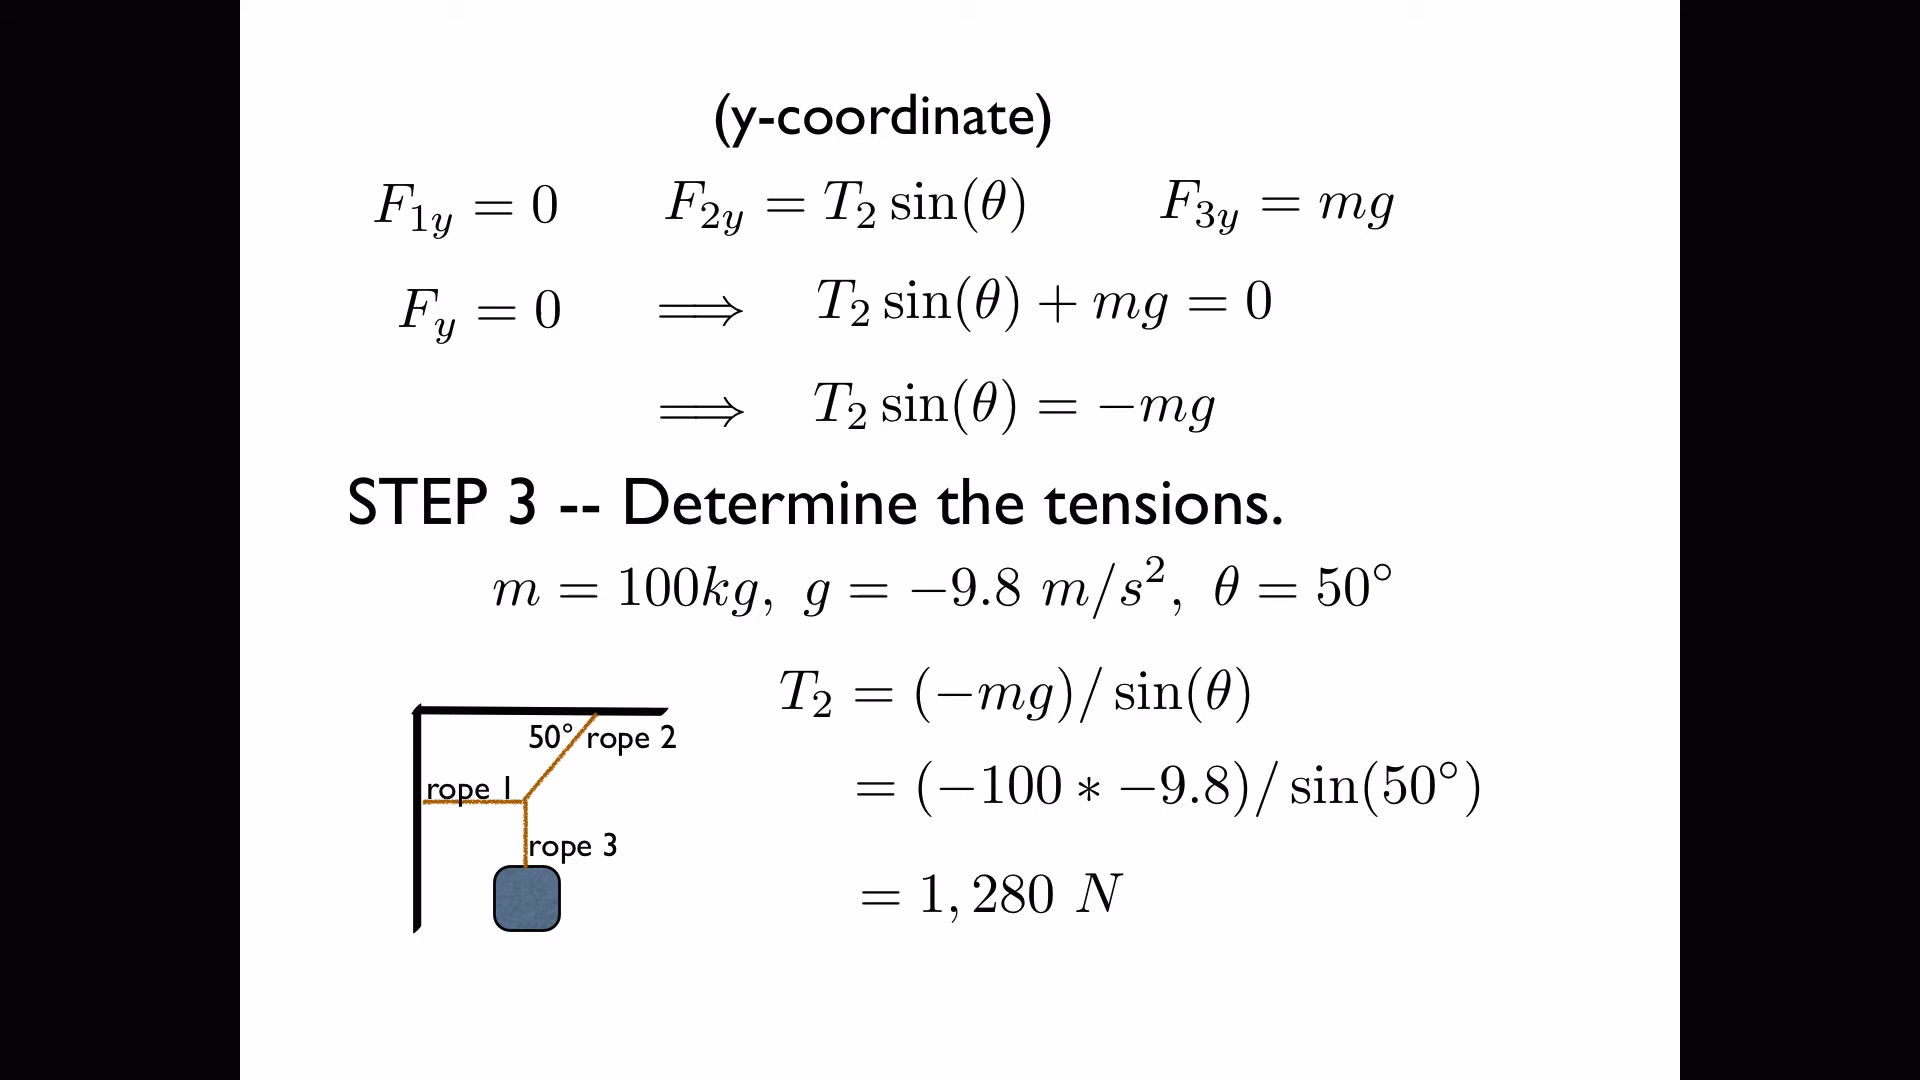 (y-coordinate)
F₁y = 0 F₂y = T₂ sin(θ) F₃y = mg
Fy = 0 ⟹ T₂ sin(θ) + mg = 0
⟹ T₂ sin(θ) = −mg
STEP 3 -- Determine the tensions.
m = 100kg, g = −9.8 m/s², θ = 50°
T₂ = (−mg)/ sin(θ)
= (−100 * −9.8)/ sin(50°)
= 1, 280 N
50° rope 2
rope 1
rope 3